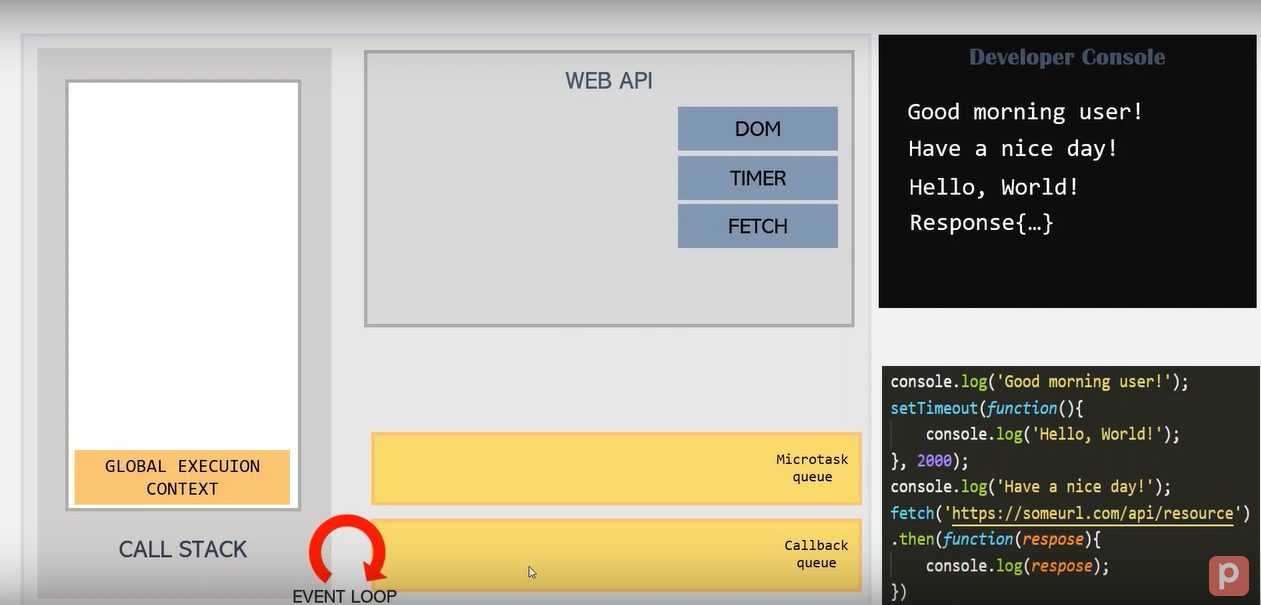 WEB API
DOM
TIMER
FETCH
GLOBAL EXECUION
CONTEXT
CALL STACK
EVENT LOOP
Microtask
queue
Callback
queue
Developer Console
Good morning user!
Have a nice day!
Hello, World!
Response{…}
console.log('Good morning user!');
setTimeout(function(){
console.log('Hello, World!');
}, 2000);
console.log('Have a nice day!');
fetch('https://someurl.com/api/resource')
.then(function(respose){
console.log(respose);
})
p